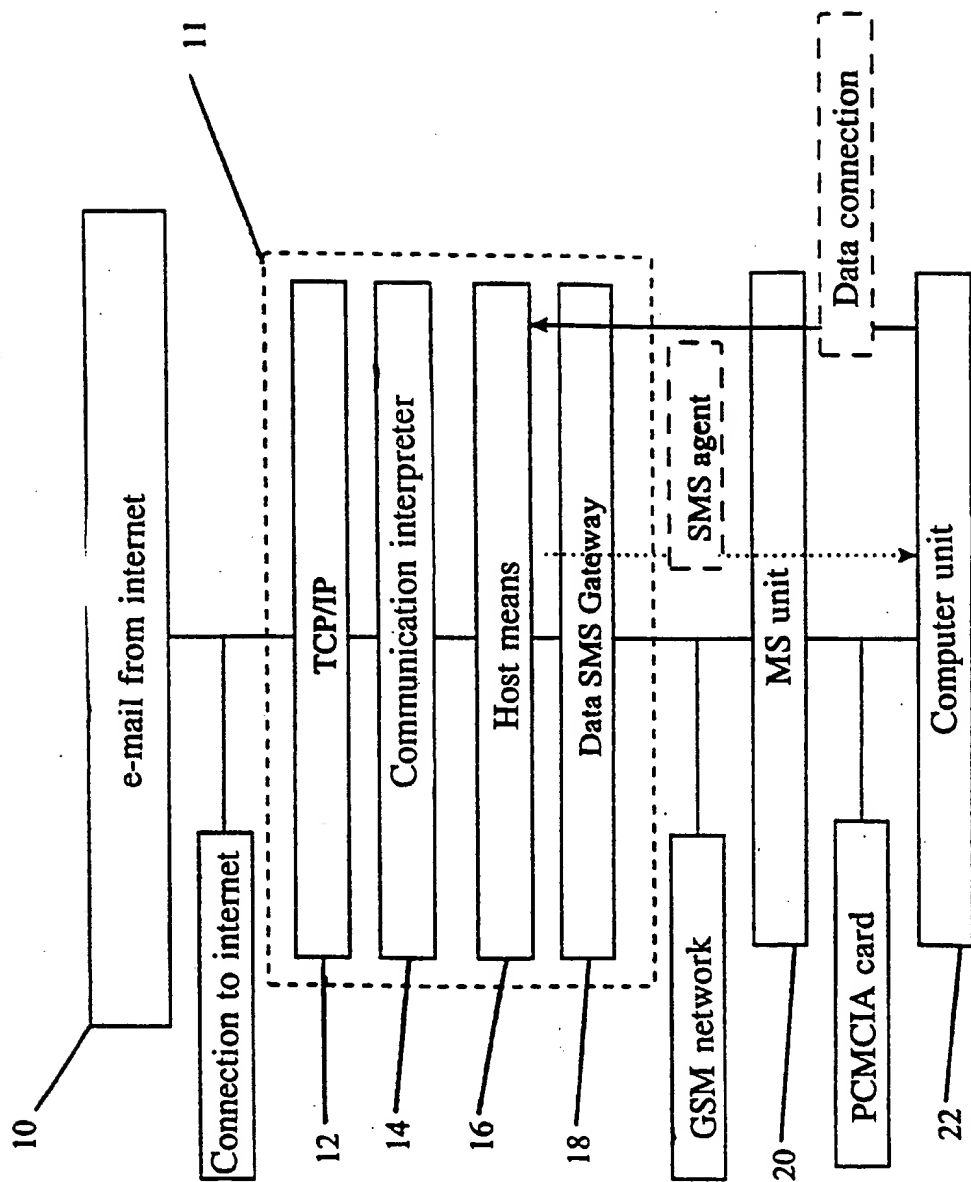 10
e-mail from internet
Connection to internet
11
12
TCP/IP
14
Communication interpreter
16
Host means
18
Data SMS Gateway
GSM network
SMS agent
20
MS unit
Data connection
PCMCIA card
22
Computer unit